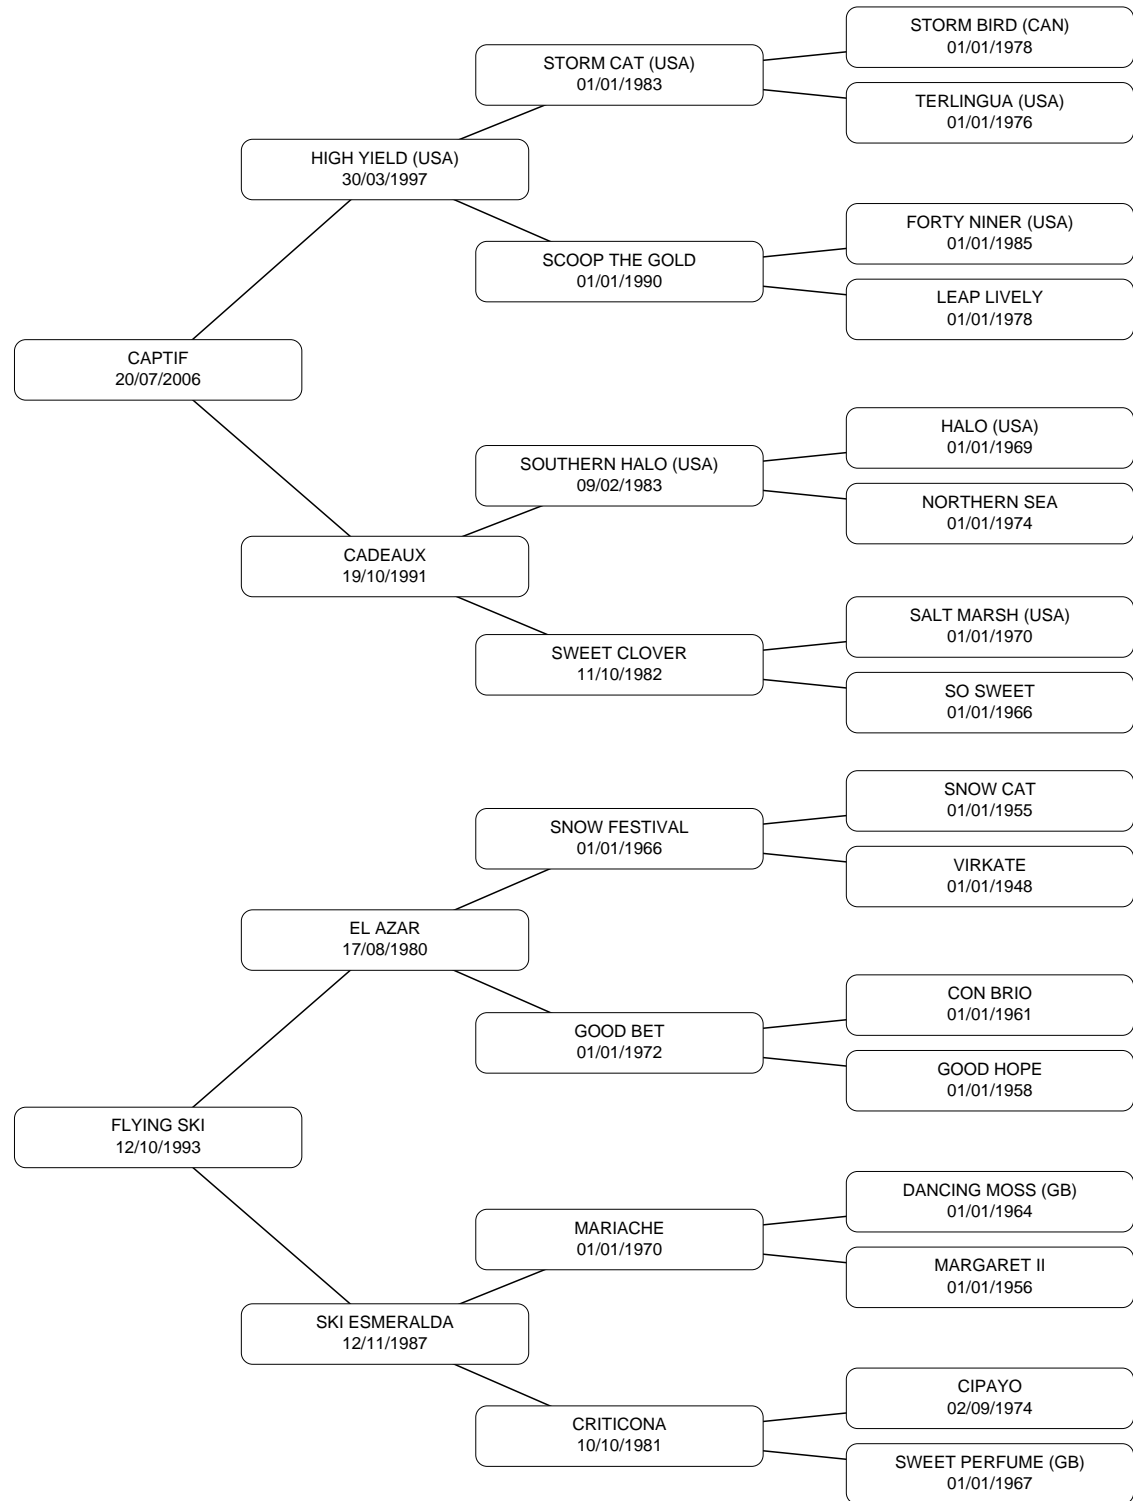 STORM BIRD (CAN)
01/01/1978
STORM CAT (USA)
01/01/1983
TERLINGUA (USA)
01/01/1976
HIGH YIELD (USA)
30/03/1997
FORTY NINER (USA)
01/01/1985
SCOOP THE GOLD
01/01/1990
LEAP LIVELY
01/01/1978
CAPTIF
20/07/2006
HALO (USA)
01/01/1969
SOUTHERN HALO (USA)
09/02/1983
NORTHERN SEA
01/01/1974
CADEAUX
19/10/1991
SALT MARSH (USA)
01/01/1970
SWEET CLOVER
11/10/1982
SO SWEET
01/01/1966
SNOW CAT
01/01/1955
SNOW FESTIVAL
01/01/1966
VIRKATE
01/01/1948
EL AZAR
17/08/1980
CON BRIO
01/01/1961
GOOD BET
01/01/1972
GOOD HOPE
01/01/1958
FLYING SKI
12/10/1993
DANCING MOSS (GB)
01/01/1964
MARIACHE
01/01/1970
MARGARET II
01/01/1956
SKI ESMERALDA
12/11/1987
CIPAYO
02/09/1974
CRITICONA
10/10/1981
SWEET PERFUME (GB)
01/01/1967